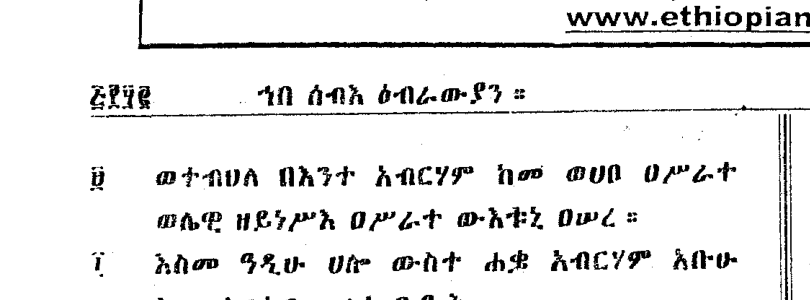 www.ethiopian
ኀበ ሰብአ ዕብራውያን ።
፱ ወተብህለ በእንተ አብርሃም ከመ ወሀበ ዐሥራተ
ወሌዊ ዘይነሥእ ዐሥራተ ውእቱኒ ዐሠረ ።
፲ እስመ ዓዲሁ ሀሎ ውስተ ሐቌ አብርሃም አቡሁ